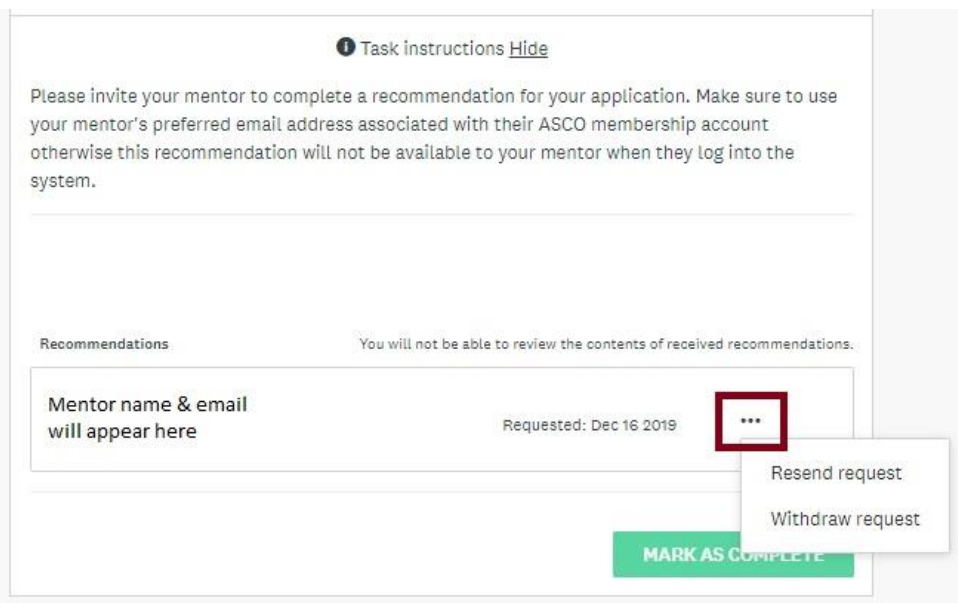 Task instructions Hide
Please invite your mentor to complete a recommendation for your application. Make sure to use
your mentor's preferred email address associated with their ASCO membership account
otherwise this recommendation will not be available to your mentor when they log into the
system.
Recommendations
You will not be able to review the contents of received recommendations.
Mentor name & email
will appear here
Requested: Dec 16 2019
Resend request
Withdraw request
MARK AS COMPLETE